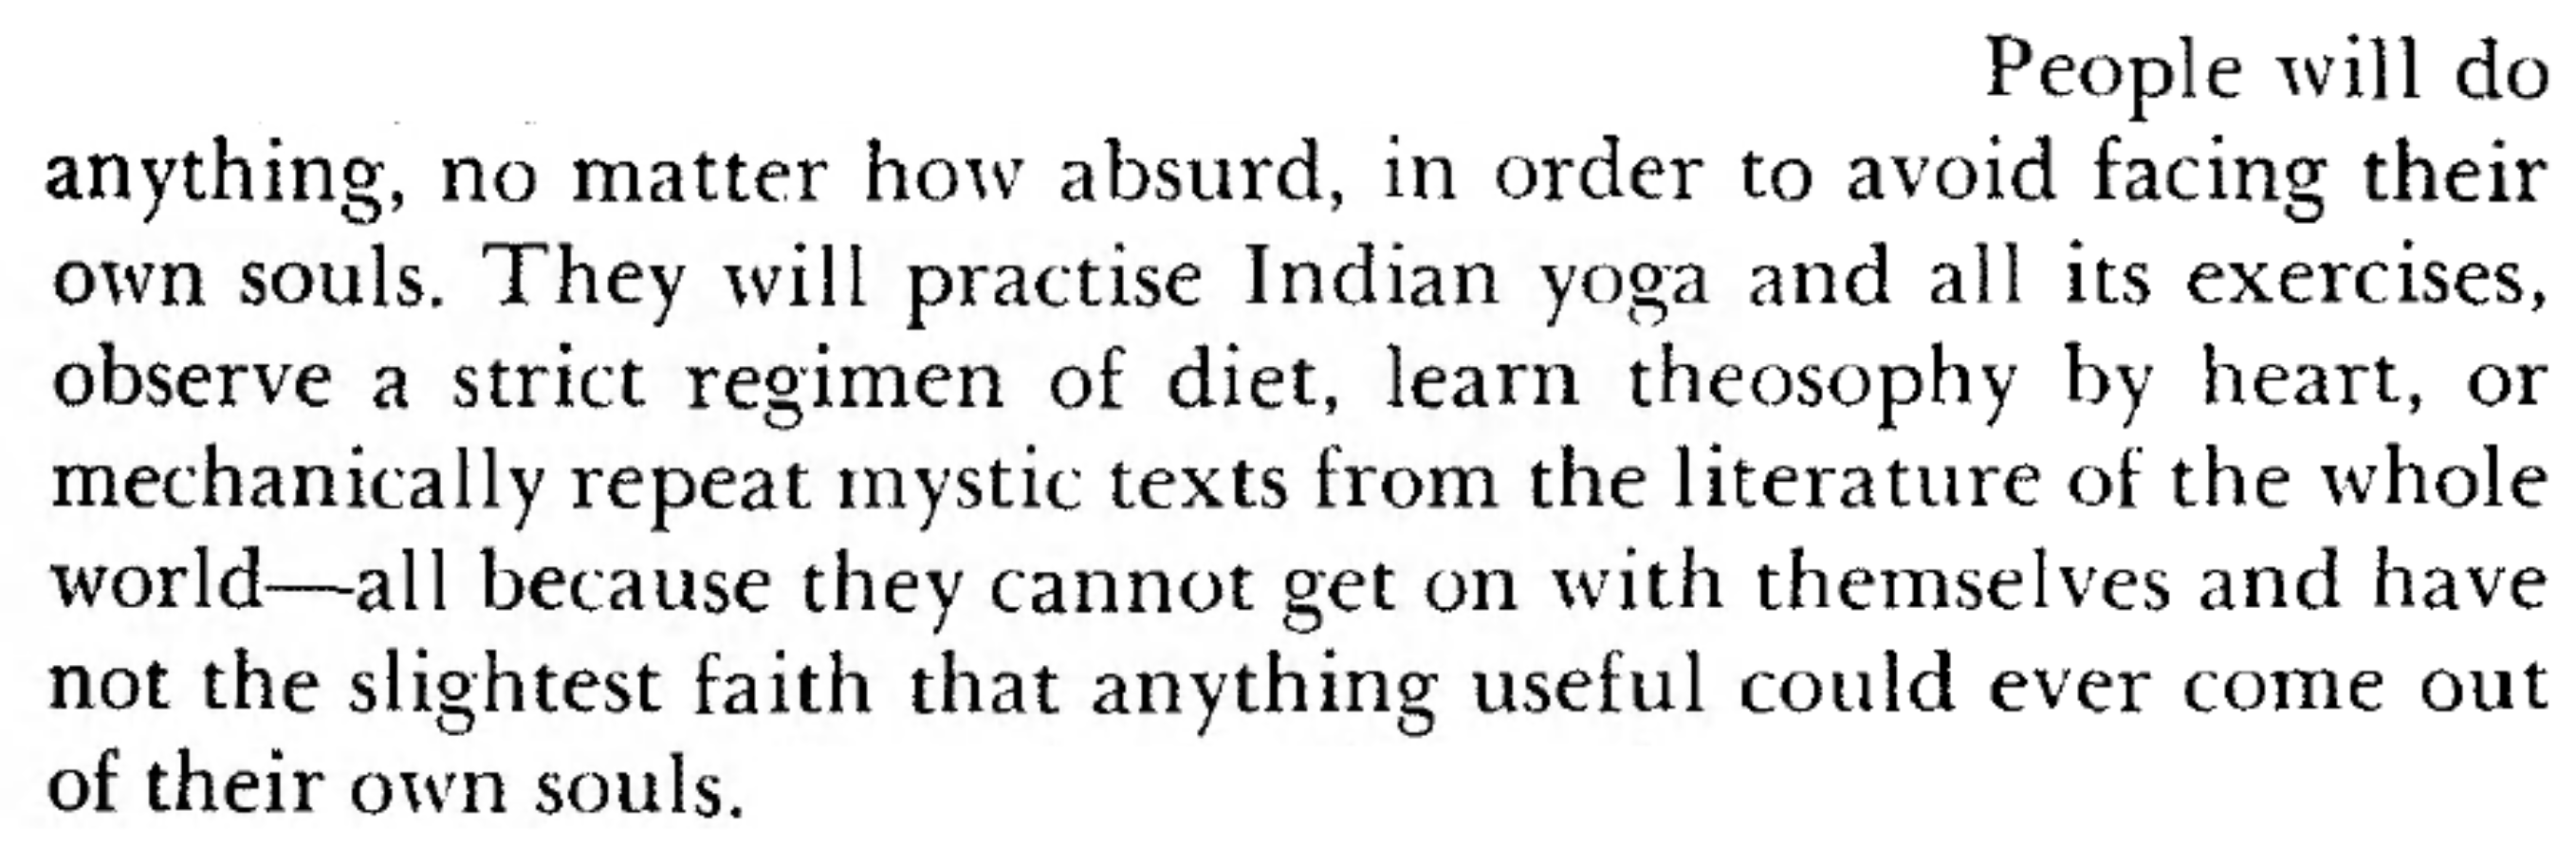 People will do
anything, no matter how absurd, in order to avoid facing their
own souls. They will practise Indian yoga and all its exercises,
observe a strict regimen of diet, learn theosophy by heart, or
mechanically repeat mystic texts from the literature of the whole
world—all because they cannot get on with themselves and have
not the slightest faith that anything useful could ever come out
of their own souls.